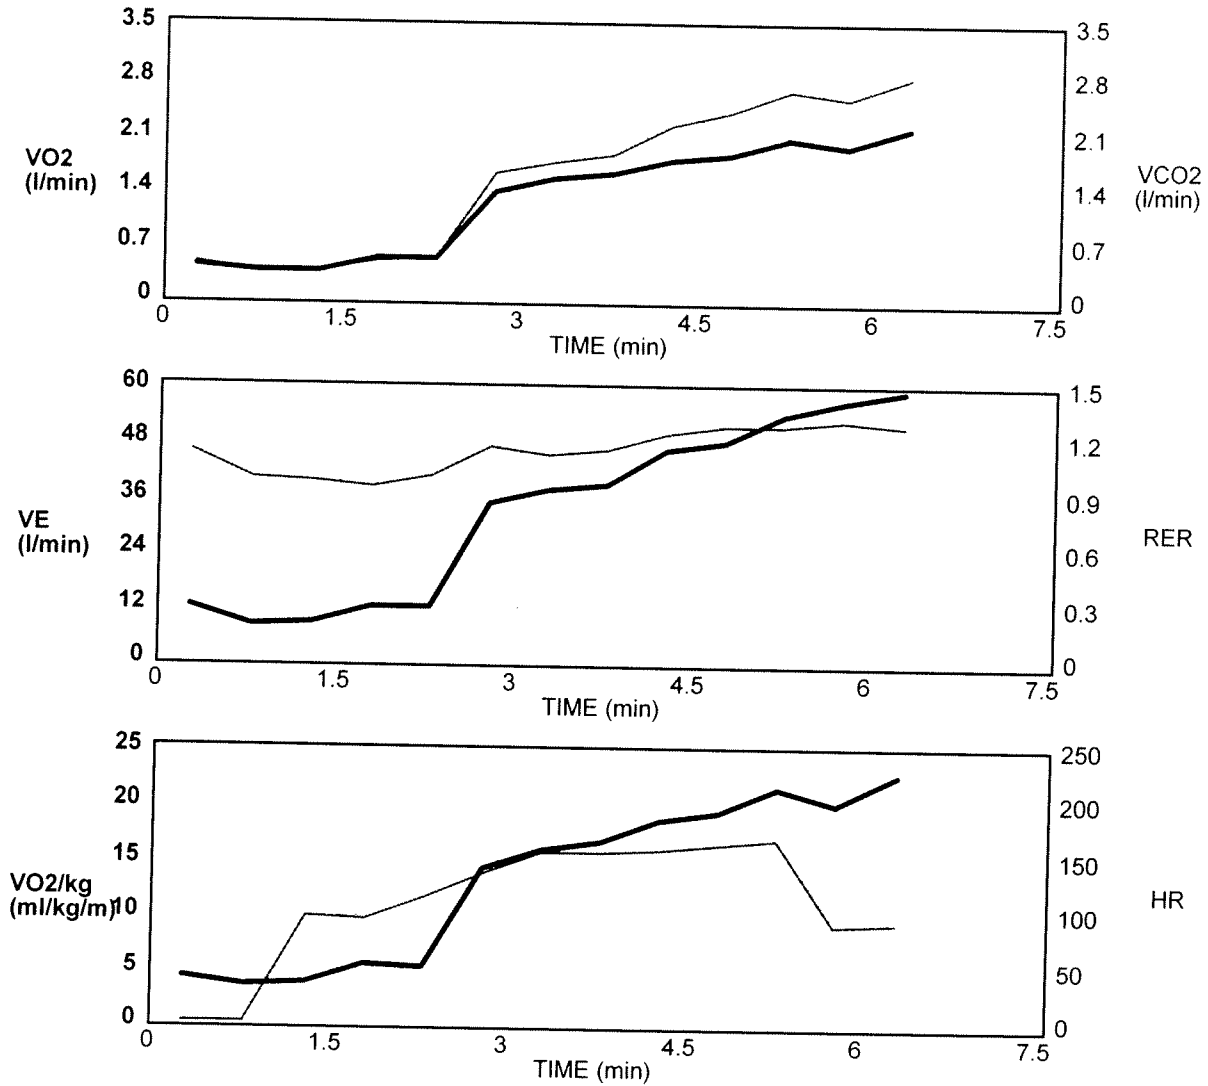 3.5
2.8
2.1
1.4
0.7
0
VO2
(l/min)
3.5
2.8
2.1
1.4
0.7
0
VCO2
(l/min)
0 1.5 3 4.5 6 7.5
TIME (min)
60
48
36
24
12
0
VE
(l/min)
1.5
1.2
0.9
0.6
0.3
0
RER
0 1.5 3 4.5 6 7.5
TIME (min)
25
20
15
10
5
0
VO2/kg
(ml/kg/m)
250
200
150
100
50
0
HR
0 1.5 3 4.5 6 7.5
TIME (min)